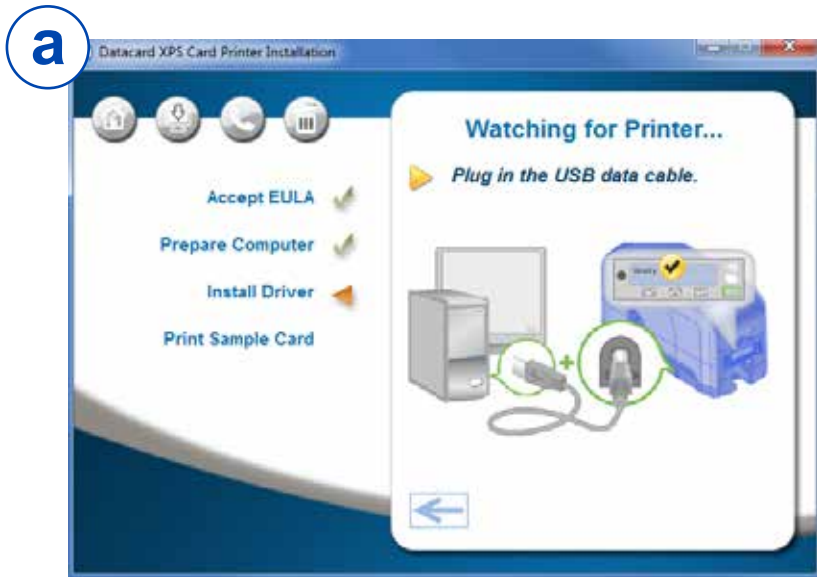 a
Datacard XPS Card Printer Installation
Watching for Printer...
Plug in the USB data cable.
Accept EULA
Prepare Computer
Install Driver
Print Sample Card
Ready